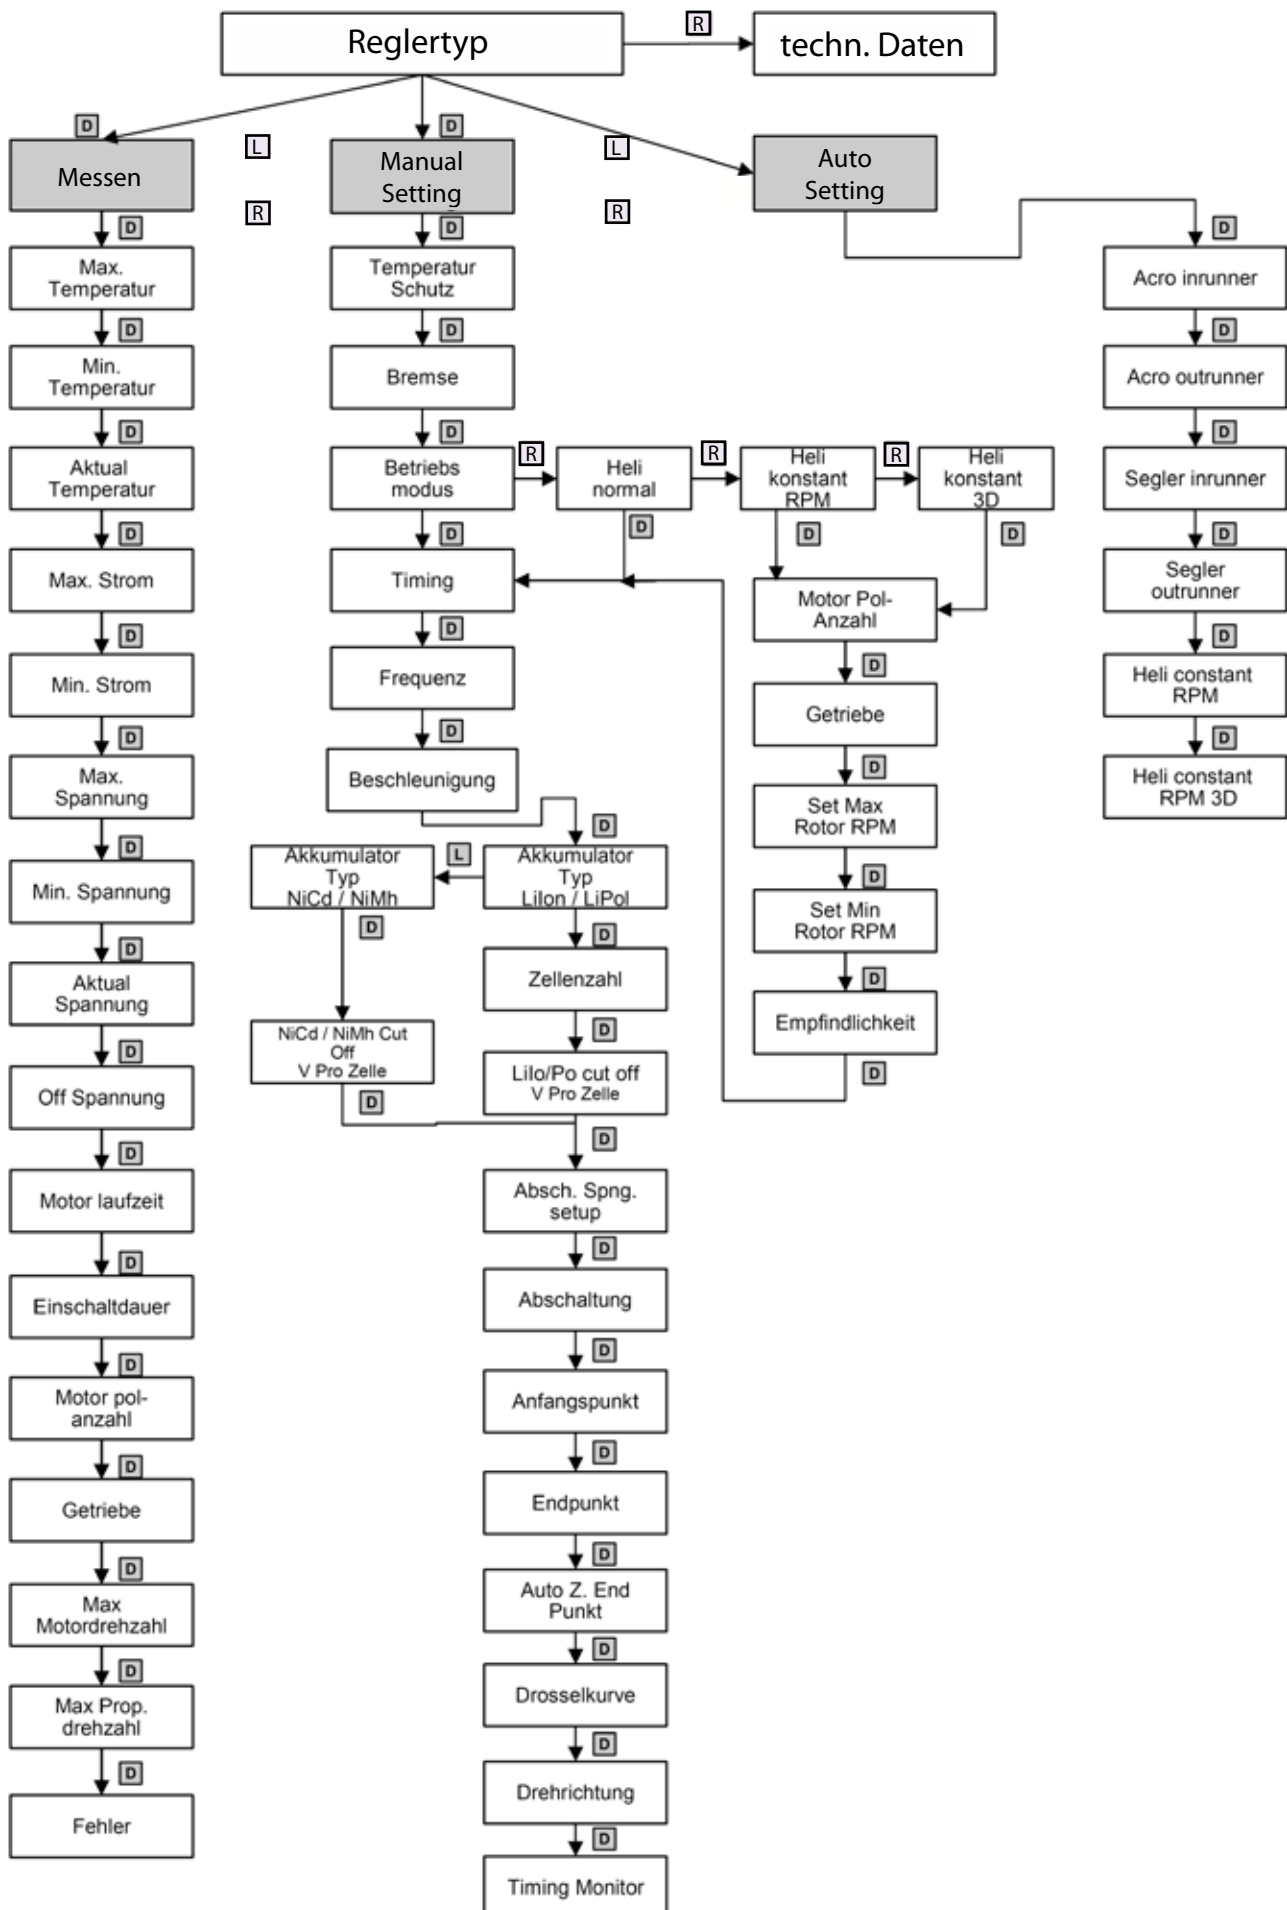 Reglertyp
R
techn. Daten
D
Messen
L
R
D
Manual
Setting
L
R
Auto
Setting
D
Max.
Temperatur
D
Min.
Temperatur
D
Aktual
Temperatur
D
Max. Strom
D
Min. Strom
D
Max.
Spannung
D
Min. Spannung
D
Aktual
Spannung
D
Off Spannung
D
Motor laufzeit
D
Einschaltdauer
D
Motor pol-
anzahl
D
Getriebe
D
Max
Motordrehzahl
D
Max Prop.
drehzahl
D
Fehler
D
Temperatur
Schutz
D
Bremse
D
Betriebs
modus
R
Heli
normal
R
Heli
konstant
RPM
R
Heli
konstant
3D
D
D
D
D
Timing
D
Frequenz
D
Beschleunigung
D
Akkumulator
Typ
NiCd / NiMh
L
Akkumulator
Typ
LiIon / LiPol
D
NiCd / NiMh Cut
Off
V Pro Zelle
D
D
Zellenzahl
D
LiIo/Po cut off
V Pro Zelle
D
Absch. Spng.
setup
D
Abschaltung
D
Anfangspunkt
D
Endpunkt
D
Auto Z. End
Punkt
D
Drosselkurve
D
Drehrichtung
D
Timing Monitor
Motor Pol-
Anzahl
D
Getriebe
D
Set Max
Rotor RPM
D
Set Min
Rotor RPM
D
Empfindlichkeit
D
D
Acro inrunner
D
Acro outrunner
D
Segler inrunner
D
Segler
outrunner
D
Heli constant
RPM
D
Heli constant
RPM 3D